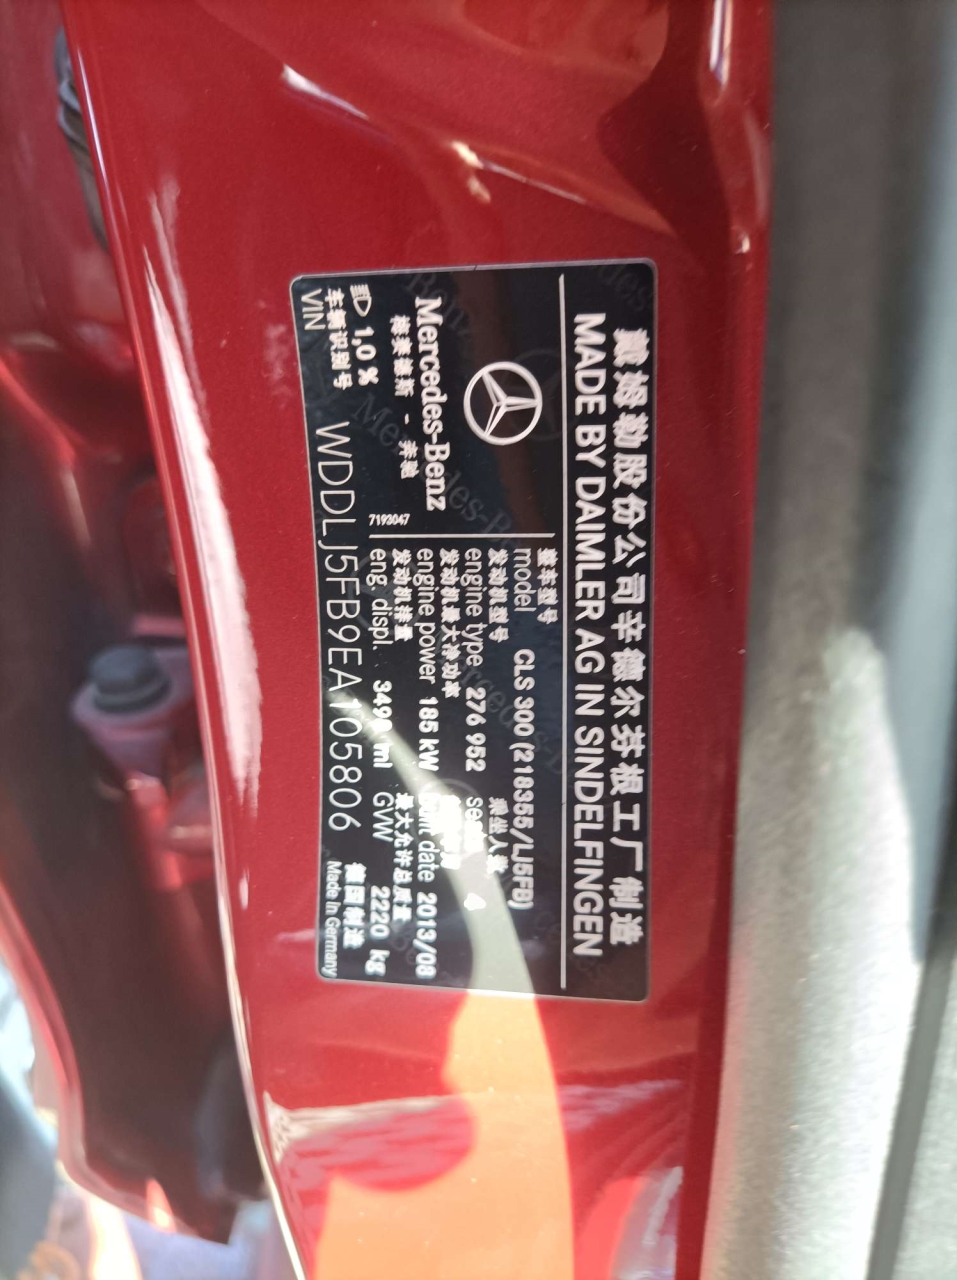 戴姆勒股份公司辛德尔芬根工厂制造
MADE BY DAIMLER AG IN SINDELFINGEN
Mercedes-Benz
梅赛德斯 - 奔驰
7193047
整车型号
model CLS 300 (218355/LJ5FB)
发动机型号 乘坐人数
engine type 276 952 seats 4
发动机最大净功率
engine power 185 kW date 2013/08
发动机排量 最大允许总质量
eng. displ. ml GVW 2220 kg
1,0 %
车辆识别号 德国制造
VIN WDDLJ5FB9EA105806 Made In Germany